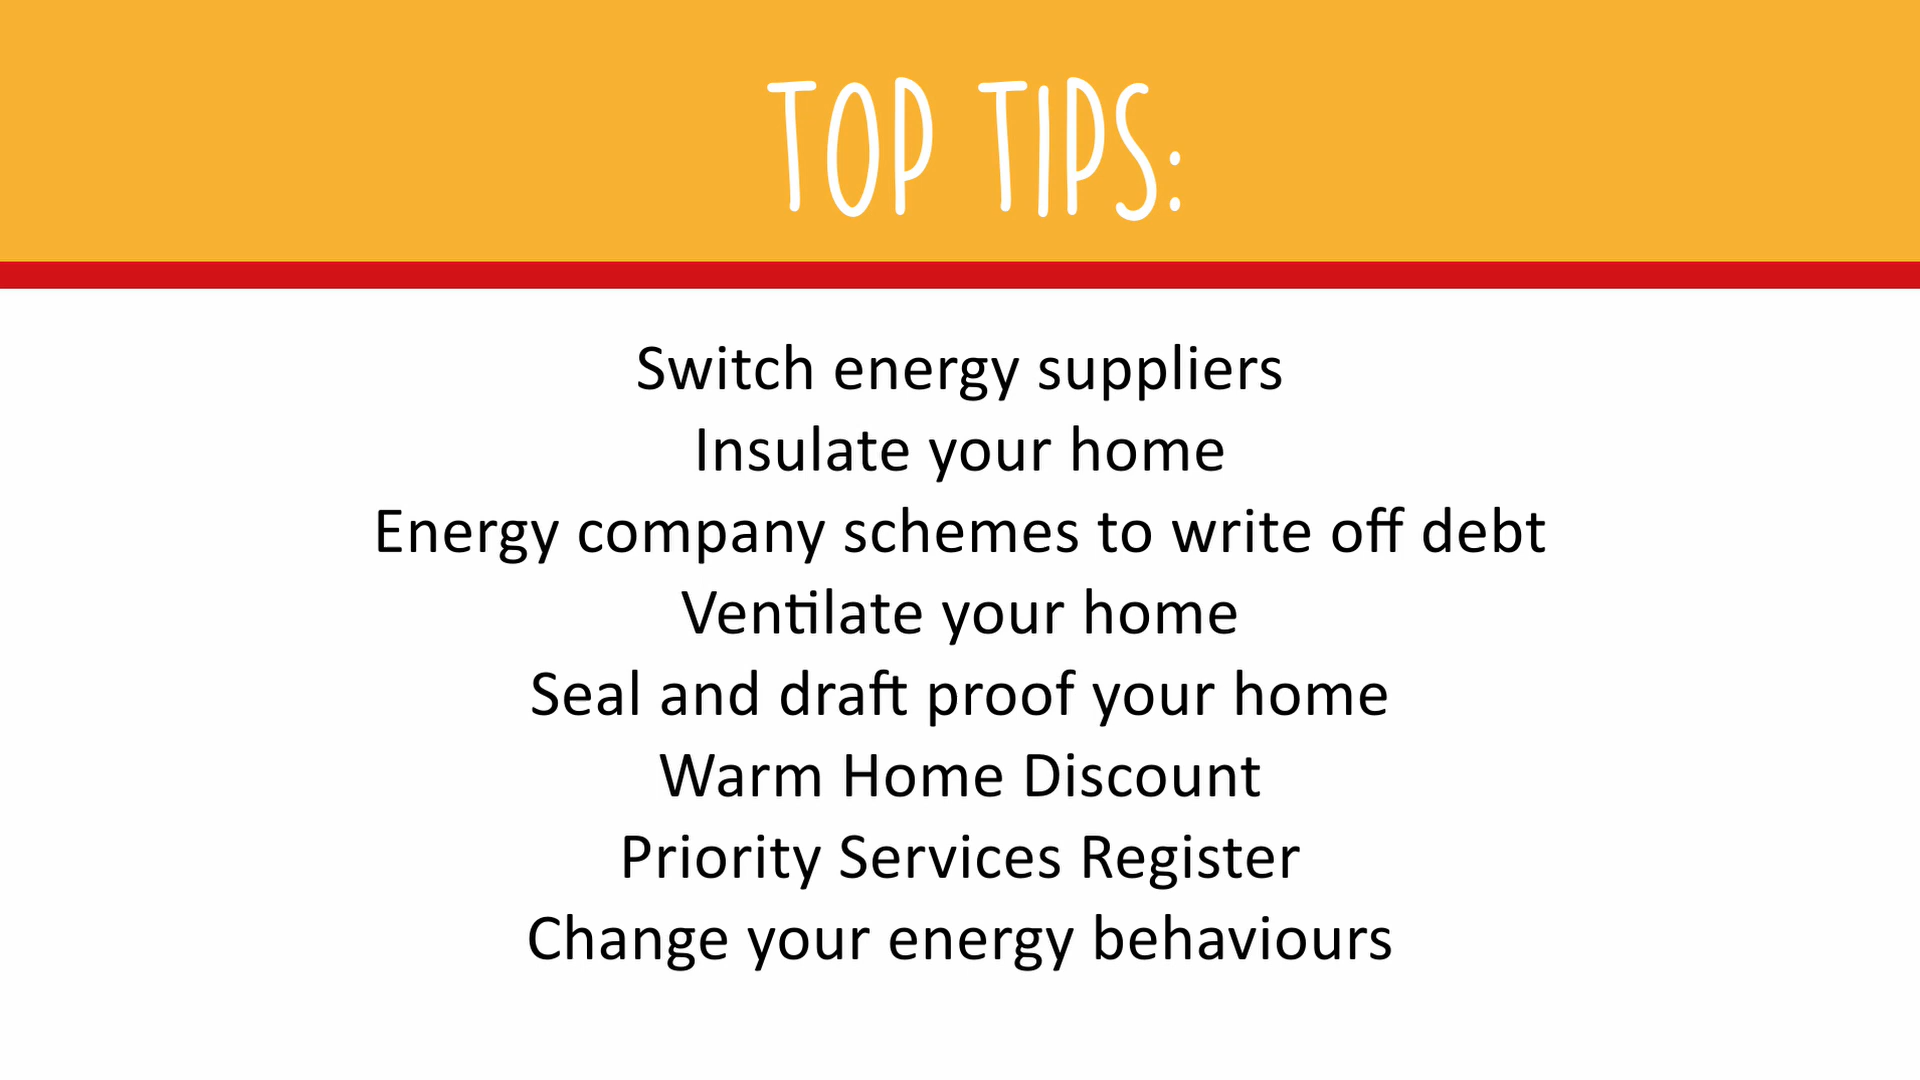 TOP TIPS:
Switch energy suppliers
Insulate your home
Energy company schemes to write off debt
Ventilate your home
Seal and draft proof your home
Warm Home Discount
Priority Services Register
Change your energy behaviours